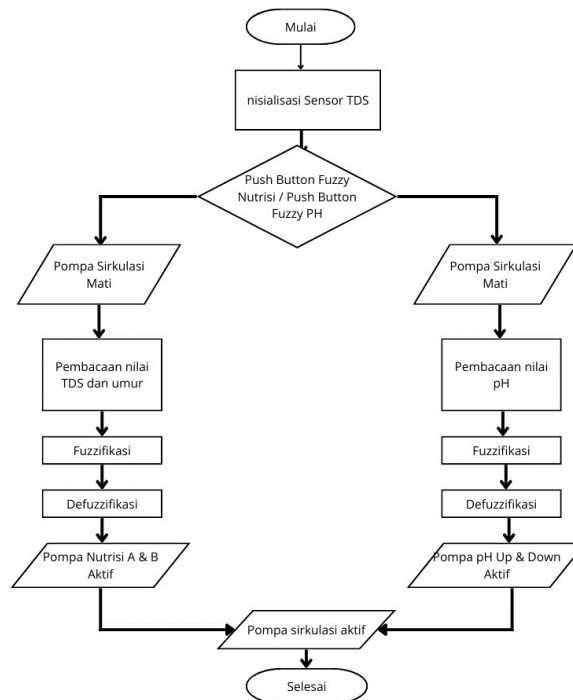 Mulai
nisialisasi Sensor TDS
Push Button Fuzzy
Nutrisi / Push Button
Fuzzy PH
Pompa Sirkulasi
Mati
Pompa Sirkulasi
Mati
Pembacaan nilai
TDS dan umur
Pembacaan nilai
pH
Fuzzifikasi
Fuzzifikasi
Defuzzifikasi
Defuzzifikasi
Pompa Nutrisi A & B
Aktif
Pompa pH Up & Down
Aktif
Pompa sirkulasi aktif
Selesai